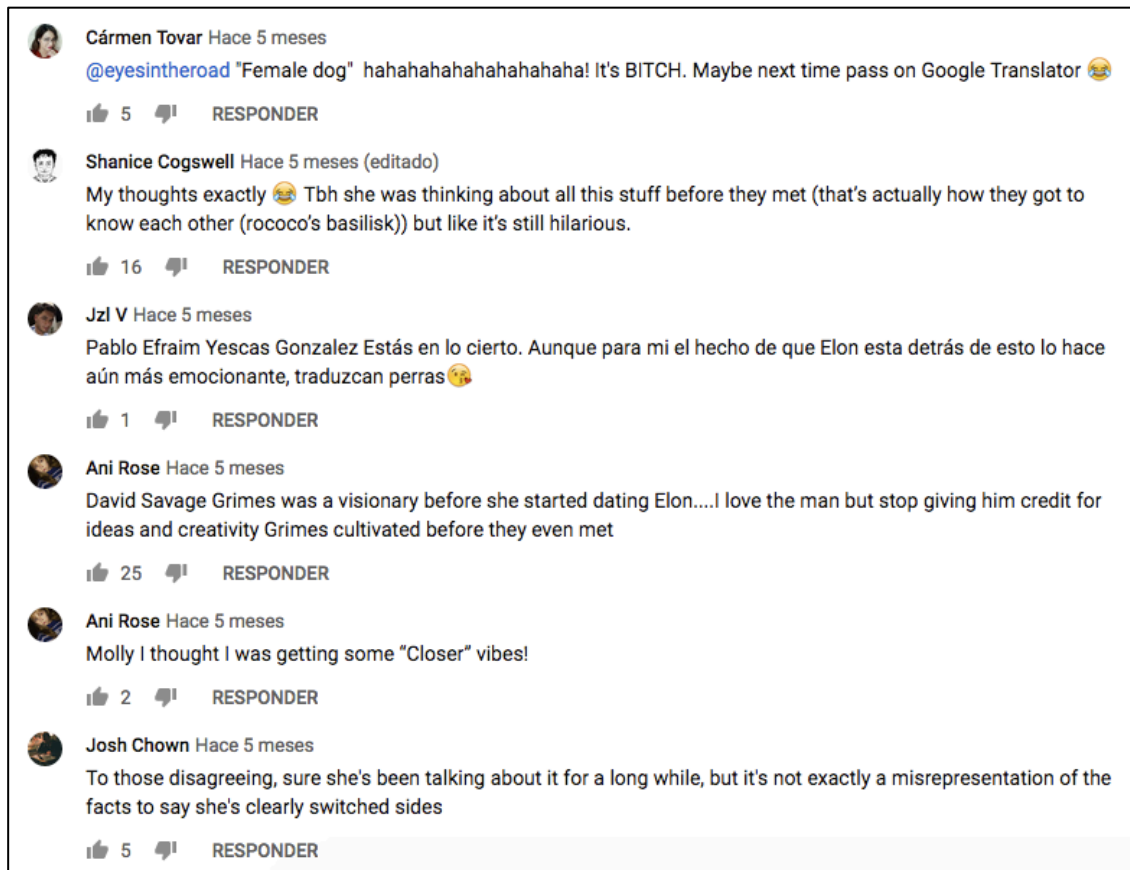 Cármen Tovar Hace 5 meses
@eyesintheroad "Female dog" hahahahahahahahaha! It's BITCH. Maybe next time pass on Google Translator 😂
5 RESPONDER
Shanice Cogswell Hace 5 meses (editado)
My thoughts exactly 😂 Tbh she was thinking about all this stuff before they met (that’s actually how they got to
know each other (rococo’s basilisk)) but like it’s still hilarious.
16 RESPONDER
Jzl V Hace 5 meses
Pablo Efraim Yescas Gonzalez Estás en lo cierto. Aunque para mi el hecho de que Elon esta detrás de esto lo hace
aún más emocionante, traduzcan perras😘
1 RESPONDER
Ani Rose Hace 5 meses
David Savage Grimes was a visionary before she started dating Elon....I love the man but stop giving him credit for
ideas and creativity Grimes cultivated before they even met
25 RESPONDER
Ani Rose Hace 5 meses
Molly I thought I was getting some “Closer” vibes!
2 RESPONDER
Josh Chown Hace 5 meses
To those disagreeing, sure she's been talking about it for a long while, but it's not exactly a misrepresentation of the
facts to say she's clearly switched sides
5 RESPONDER